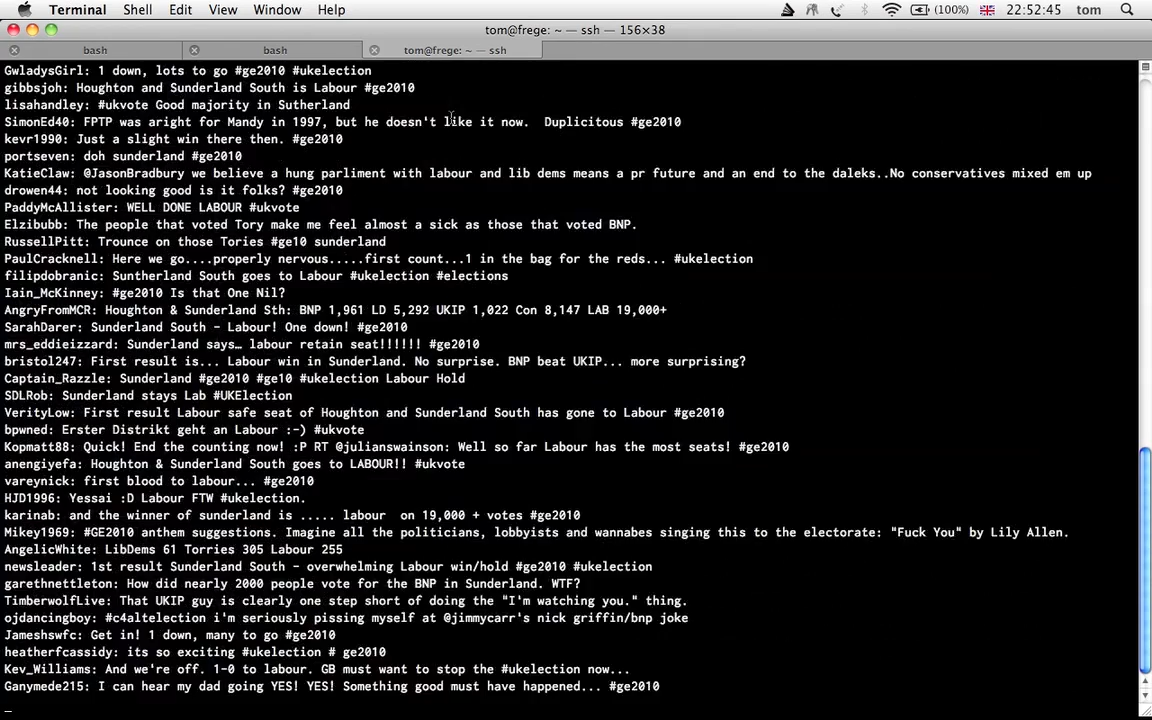 Terminal Shell Edit View Window Help (100%) 22:52:45 tom
tom@frege: ~ — ssh — 156×38
bash bash tom@frege: ~ — ssh
GwladysGirl: 1 down, lots to go #ge2010 #ukelection
gibbsjoh: Houghton and Sunderland South is Labour #ge2010
lisahandley: #ukvote Good majority in Sutherland
SimonEd40: FPTP was aright for Mandy in 1997, but he doesn't like it now.  Duplicitous #ge2010
kevr1990: Just a slight win there then. #ge2010
portseven: doh sunderland #ge2010
KatieClaw: @JasonBradbury we believe a hung parliment with labour and lib dems means a pr future and an end to the daleks..No conservatives mixed em up
drowen44: not looking good is it folks? #ge2010
PaddyMcAllister: WELL DONE LABOUR #ukvote
Elzibubb: The people that voted Tory make me feel almost a sick as those that voted BNP.
RussellPitt: Trounce on those Tories #ge10 sunderland
PaulCracknell: Here we go....properly nervous.....first count...1 in the bag for the reds... #ukelection
filipdobranic: Suntherland South goes to Labour #ukelection #elections
Iain_McKinney: #ge2010 Is that One Nil?
AngryFromMCR: Houghton & Sunderland Sth: BNP 1,961 LD 5,292 UKIP 1,022 Con 8,147 LAB 19,000+
SarahDarer: Sunderland South - Labour! One down! #ge2010
mrs_eddieizzard: Sunderland says… labour retain seat!!!!!! #ge2010
bristol247: First result is... Labour win in Sunderland. No surprise. BNP beat UKIP... more surprising?
Captain_Razzle: Sunderland #ge2010 #ge10 #ukelection Labour Hold
SDLRob: Sunderland stays Lab #UKElection
VerityLow: First result Labour safe seat of Houghton and Sunderland South has gone to Labour #ge2010
bpwned: Erster Distrikt geht an Labour :-) #ukvote
Kopmatt88: Quick! End the counting now! :P RT @julianswainson: Well so far Labour has the most seats! #ge2010
anengiyefa: Houghton & Sunderland South goes to LABOUR!! #ukvote
vareynick: first blood to labour... #ge2010
HJD1996: Yessai :D Labour FTW #ukelection.
karinab: and the winner of sunderland is ..... labour  on 19,000 + votes #ge2010
Mikey1969: #GE2010 anthem suggestions. Imagine all the politicians, lobbyists and wannabes singing this to the electorate: "Fuck You" by Lily Allen.
AngelicWhite: LibDems 61 Torries 305 Labour 255
newsleader: 1st result Sunderland South - overwhelming Labour win/hold #ge2010 #ukelection
garethnettleton: How did nearly 2000 people vote for the BNP in Sunderland. WTF?
TimberwolfLive: That UKIP guy is clearly one step short of doing the "I'm watching you." thing.
ojdancingboy: #c4altelection i'm seriously pissing myself at @jimmycarr's nick griffin/bnp joke
Jameshswfc: Get in! 1 down, many to go #ge2010
heatherfcassidy: its so exciting #ukelection # ge2010
Kev_Williams: And we're off. 1-0 to labour. GB must want to stop the #ukelection now...
Ganymede215: I can hear my dad going YES! YES! Something good must have happened... #ge2010